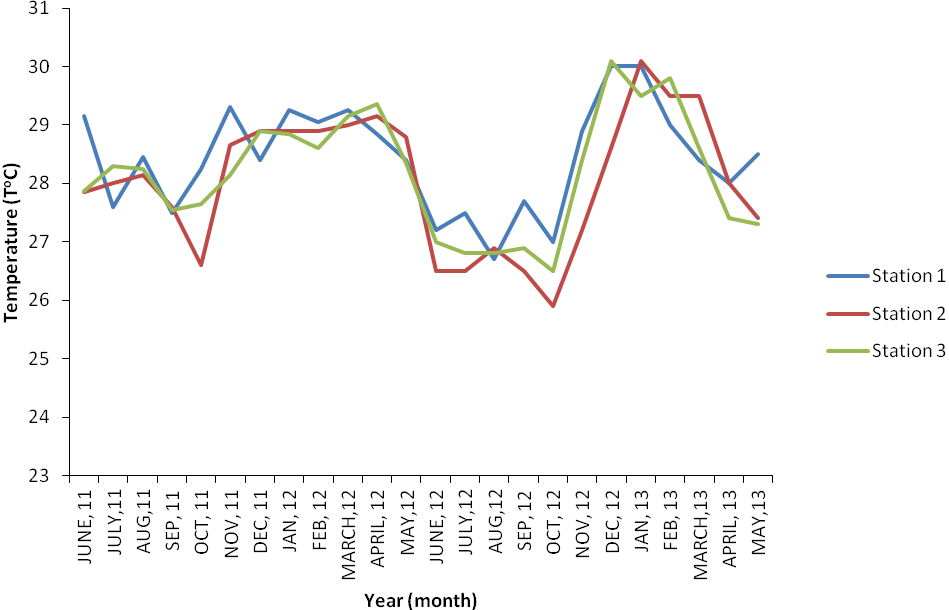 31
30
29
28
27
26
25
24
23
Temperature (T°C)
JUNE, 11
JULY,11
AUG,11
SEP, 11
OCT, 11
NOV, 11
DEC, 11
JAN, 12
FEB, 12
MARCH,12
APRIL, 12
MAY,12
JUNE, 12
JULY, 12
AUG,12
SEP, 12
OCT, 12
NOV, 12
DEC, 12
JAN, 13
FEB, 13
MARCH,13
APRIL, 13
MAY,13
Year (month)
Station 1
Station 2
Station 3